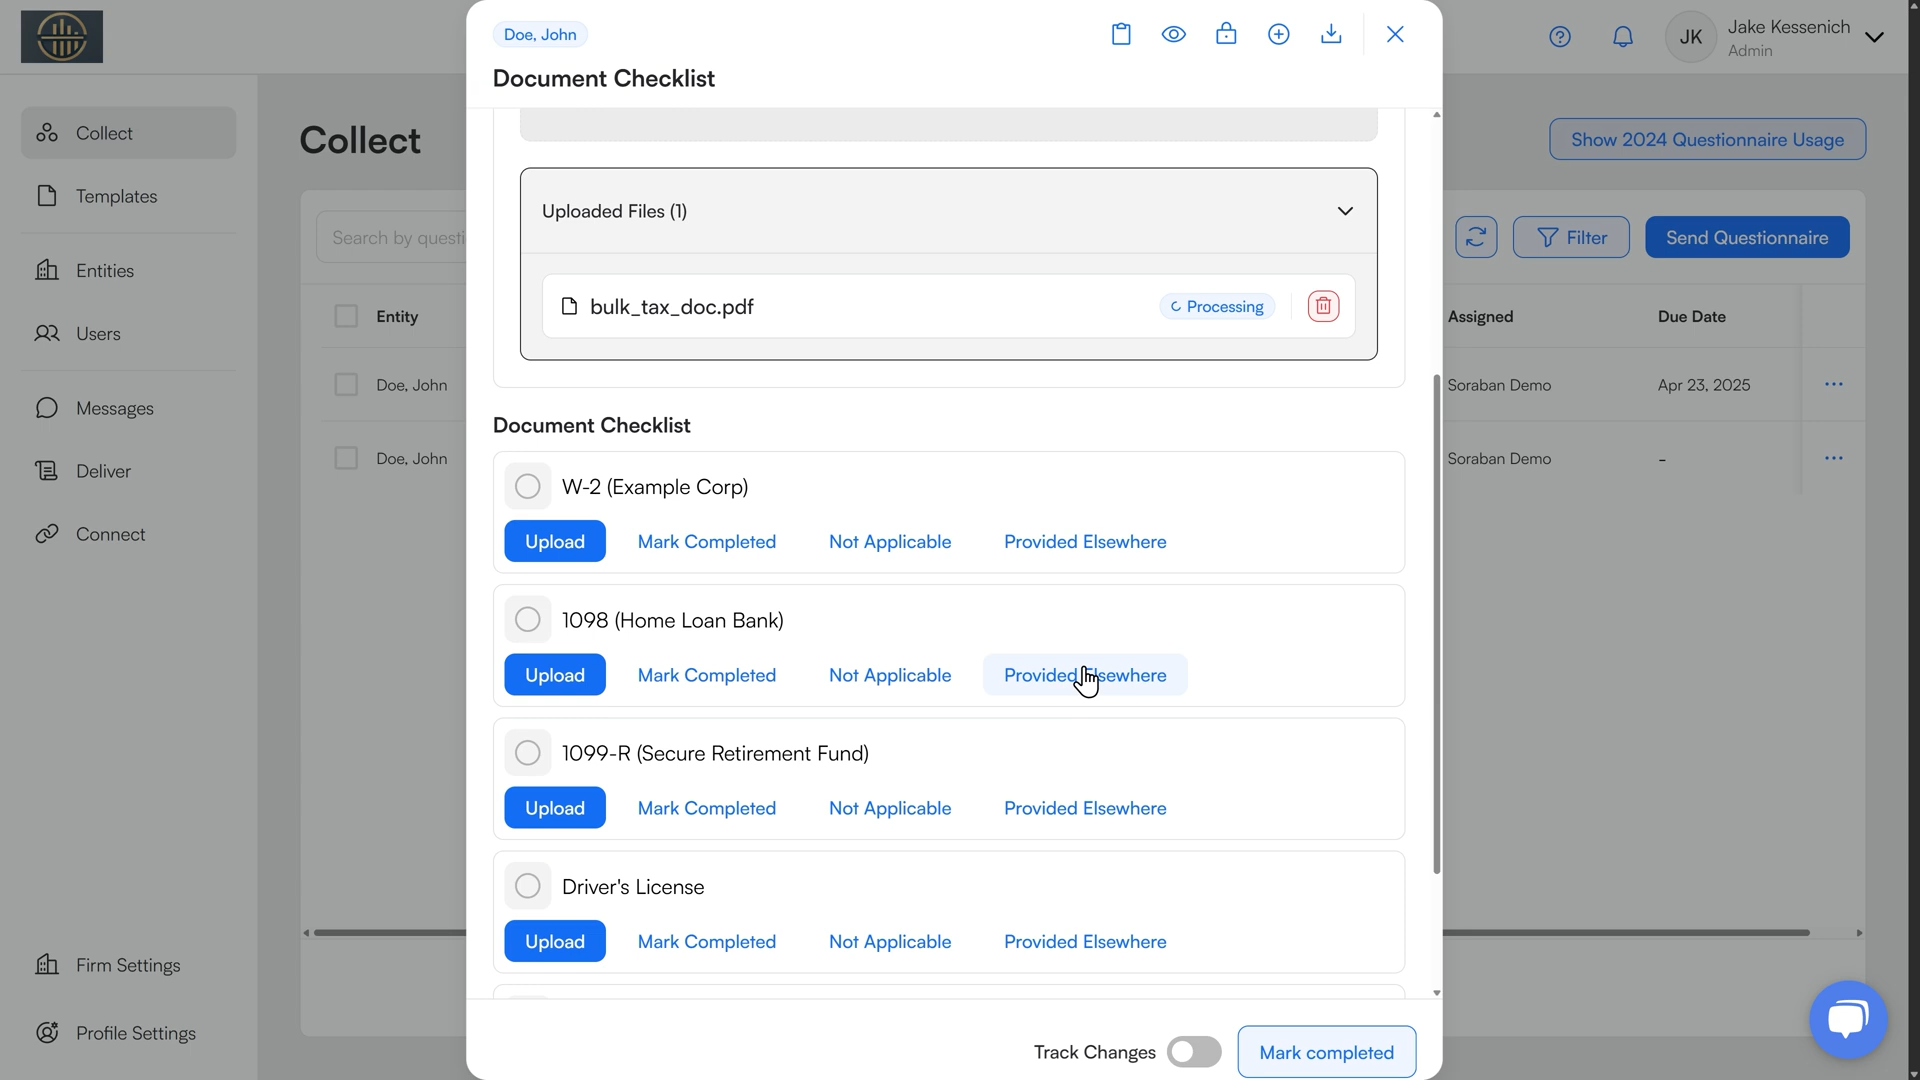 Doe, John
Document Checklist
JK
Jake Kessenich
Admin
Collect
Templates
Entities
Users
Messages
Deliver
Connect
Firm Settings
Profile Settings
Collect
Show 2024 Questionnaire Usage
Search by questi
Filter
Send Questionnaire
Entity
Assigned
Due Date
Doe, John
Soraban Demo
Apr 23, 2025
Doe, John
Soraban Demo
-
Uploaded Files (1)
bulk_tax_doc.pdf
Processing
Document Checklist
W-2 (Example Corp)
Upload
Mark Completed
Not Applicable
Provided Elsewhere
1098 (Home Loan Bank)
Upload
Mark Completed
Not Applicable
Provided Elsewhere
1099-R (Secure Retirement Fund)
Upload
Mark Completed
Not Applicable
Provided Elsewhere
Driver's License
Upload
Mark Completed
Not Applicable
Provided Elsewhere
Track Changes
Mark completed